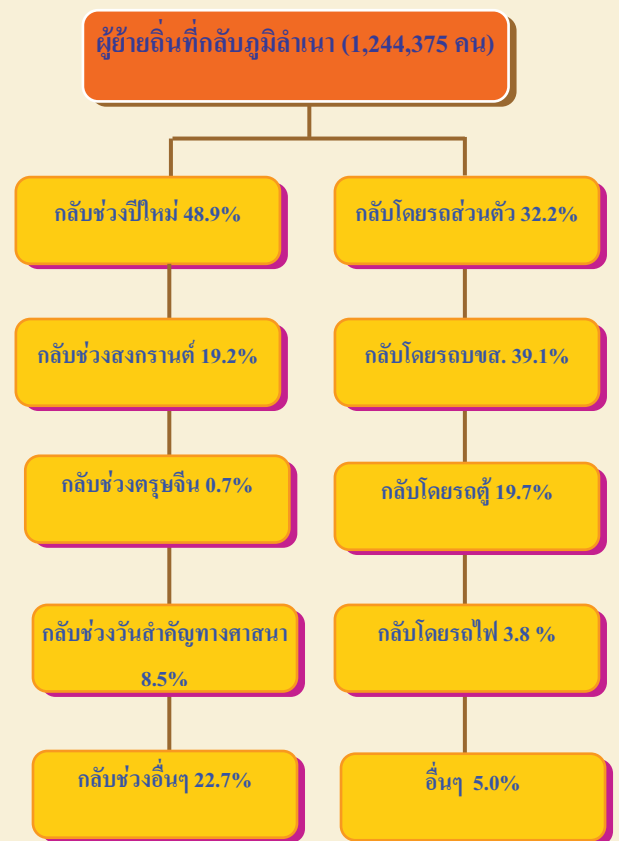 ผู้ย้ายถิ่นที่กลับภูมิลำเนา (1,244,375 คน)
กลับช่วงปีใหม่ 48.9%
กลับช่วงสงกรานต์ 19.2%
กลับช่วงตรุษจีน 0.7%
กลับช่วงวันสำคัญทางศาสนา
8.5%
กลับช่วงอื่นๆ 22.7%
กลับโดยรถส่วนตัว 32.2%
กลับโดยรถบขส. 39.1%
กลับโดยรถตู้ 19.7%
กลับโดยรถไฟ 3.8 %
อื่นๆ 5.0%